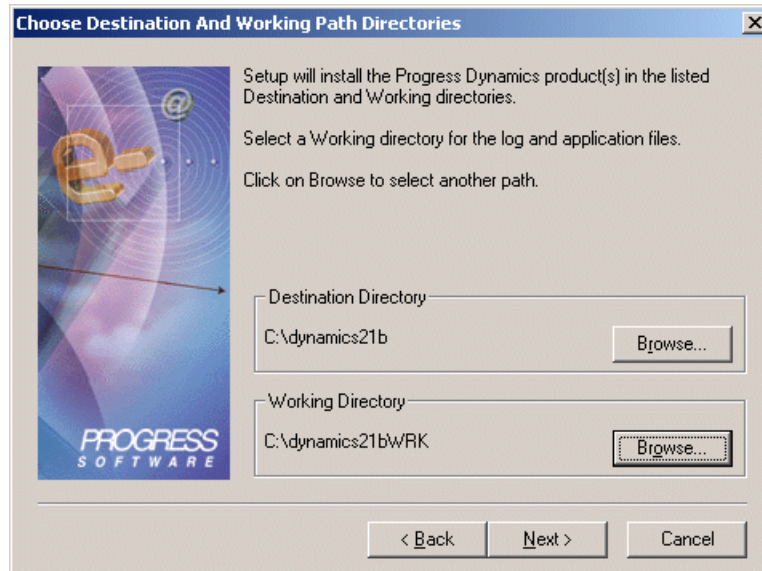 Choose Destination And Working Path Directories
Setup will install the Progress Dynamics product(s) in the listed
Destination and Working directories.
Select a Working directory for the log and application files.
Click on Browse to select another path.
@
e-
Destination Directory
C:\dynamics21b
Browse...
Working Directory
C:\dynamics21bWRK
Browse...
PROGRESS
SOFTWARE
< Back
Next >
Cancel